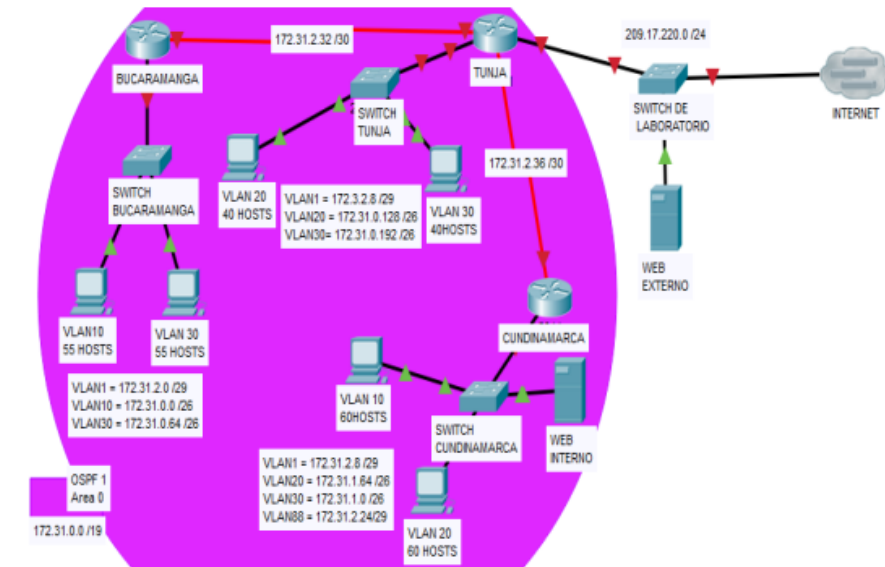 172.31.2.32 /30
209.17.220.0 /24
BUCARAMANGA
TUNJA
SWITCH
TUNJA
SWITCH DE
LABORATORIO
INTERNET
172.31.2.36 /30
VLAN 20
40 HOSTS
VLAN1 = 172.3.2.8 /29
VLAN20 = 172.31.0.128 /26
VLAN30= 172.31.0.192 /26
VLAN 30
40HOSTS
SWITCH
BUCARAMANGA
WEB
EXTERNO
VLAN10
55 HOSTS
VLAN 30
55 HOSTS
CUNDINAMARCA
VLAN1 = 172.31.2.0 /29
VLAN10 = 172.31.0.0 /26
VLAN30 = 172.31.0.64 /26
VLAN 10
60HOSTS
SWITCH
CUNDINAMARCA
WEB
INTERNO
VLAN1 = 172.31.2.8 /29
VLAN20 = 172.31.1.64 /26
VLAN30 = 172.31.1.0 /26
VLAN88 = 172.31.2.24/29
OSPF 1
Area 0
172.31.0.0 /19
VLAN 20
60 HOSTS